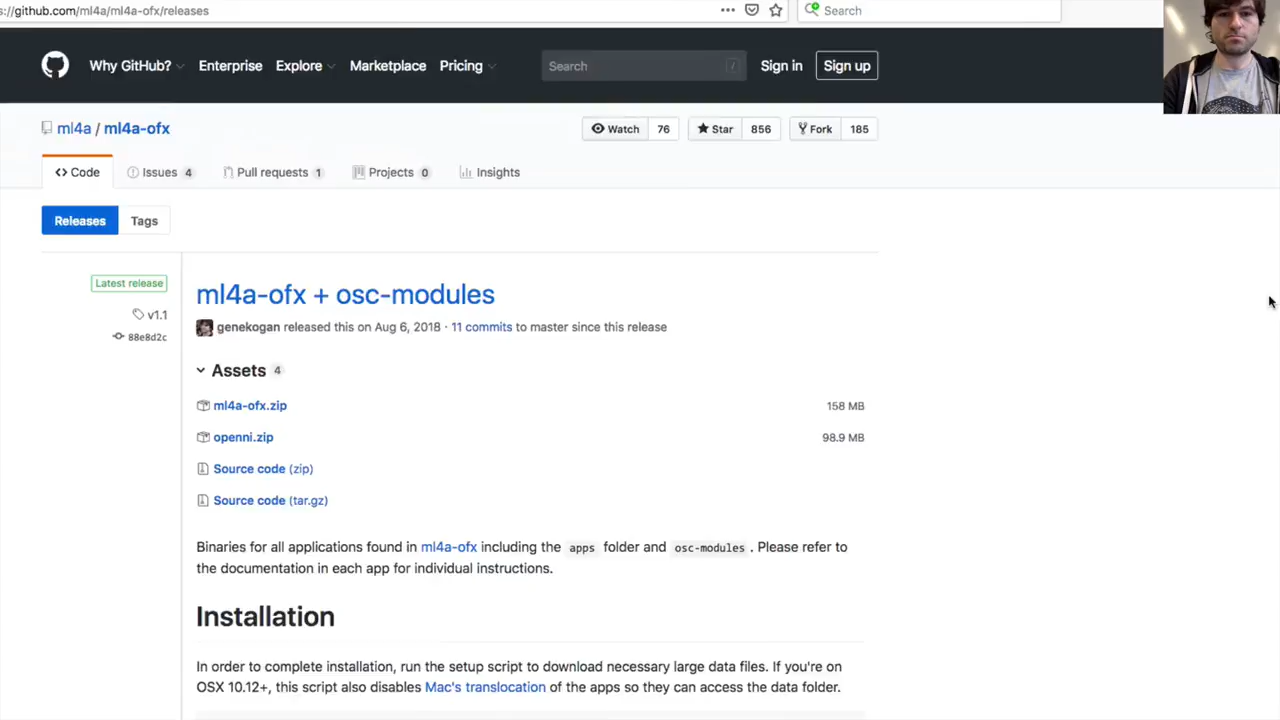 s://github.com/ml4a/ml4a-ofx/releases
Search
Why GitHub? Enterprise Explore Marketplace Pricing Search / Sign in Sign up
ml4a / ml4a-ofx Watch 76 Star 856 Fork 185
<> Code Issues 4 Pull requests 1 Projects 0 Insights
Releases Tags
Latest release
v1.1
88e8d2c
ml4a-ofx + osc-modules
genekogan released this on Aug 6, 2018 · 11 commits to master since this release
Assets 4
ml4a-ofx.zip 158 MB
openni.zip 98.9 MB
Source code (zip)
Source code (tar.gz)
Binaries for all applications found in ml4a-ofx including the apps folder and osc-modules . Please refer to
the documentation in each app for individual instructions.
Installation
In order to complete installation, run the setup script to download necessary large data files. If you're on
OSX 10.12+, this script also disables Mac's translocation of the apps so they can access the data folder.